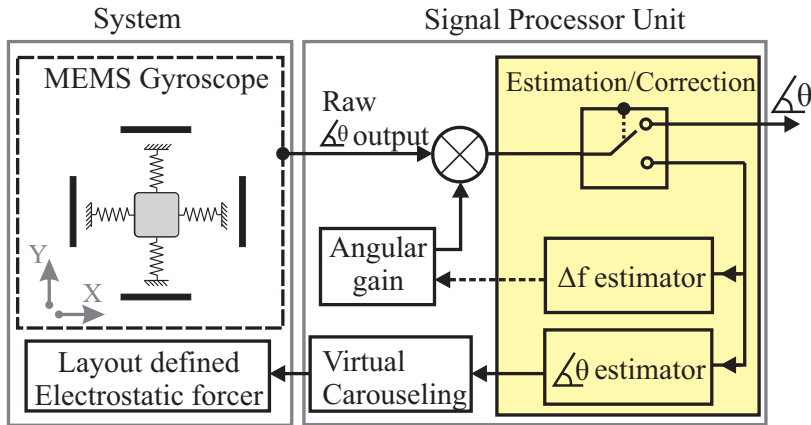 System
Signal Processor Unit
MEMS Gyroscope
Estimation/Correction
Raw
∡θ output
∡θ
Y
X
Angular
gain
Δf estimator
Layout defined
Electrostatic forcer
Virtual
Carouseling
∡θ estimator